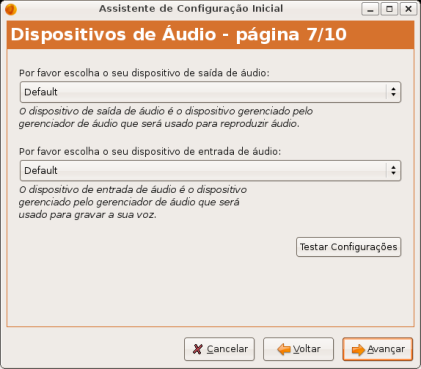 Assistente de Configuração Inicial
Dispositivos de Áudio - página 7/10
Por favor escolha o seu dispositivo de saída de áudio:
Default
O dispositivo de saída de áudio é o dispositivo gerenciado pelo
gerenciador de áudio que será usado para reproduzir áudio.
Por favor escolha o seu dispositivo de entrada de áudio:
Default
O dispositivo de entrada de áudio é o dispositivo
gerenciado pelo gerenciador de áudio que será
usado para gravar a sua voz.
Testar Configurações
Cancelar
Voltar
Avançar